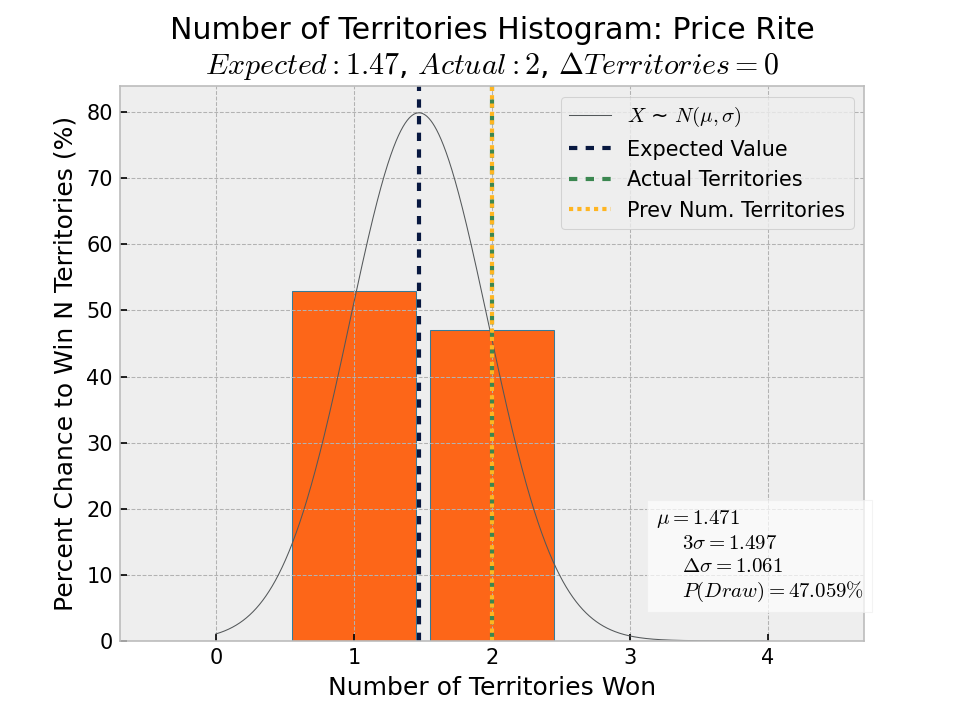 Number of Territories Histogram: Price Rite
Expected : 1.47, Actual : 2, ΔTerritories = 0
Percent Chance to Win N Territories (%)
80
70
60
50
40
30
20
10
0
X ~ N(μ, σ)
Expected Value
Actual Territories
Prev Num. Territories
μ = 1.471
3σ = 1.497
Δσ = 1.061
P(Draw) = 47.059%
0 1 2 3 4
Number of Territories Won